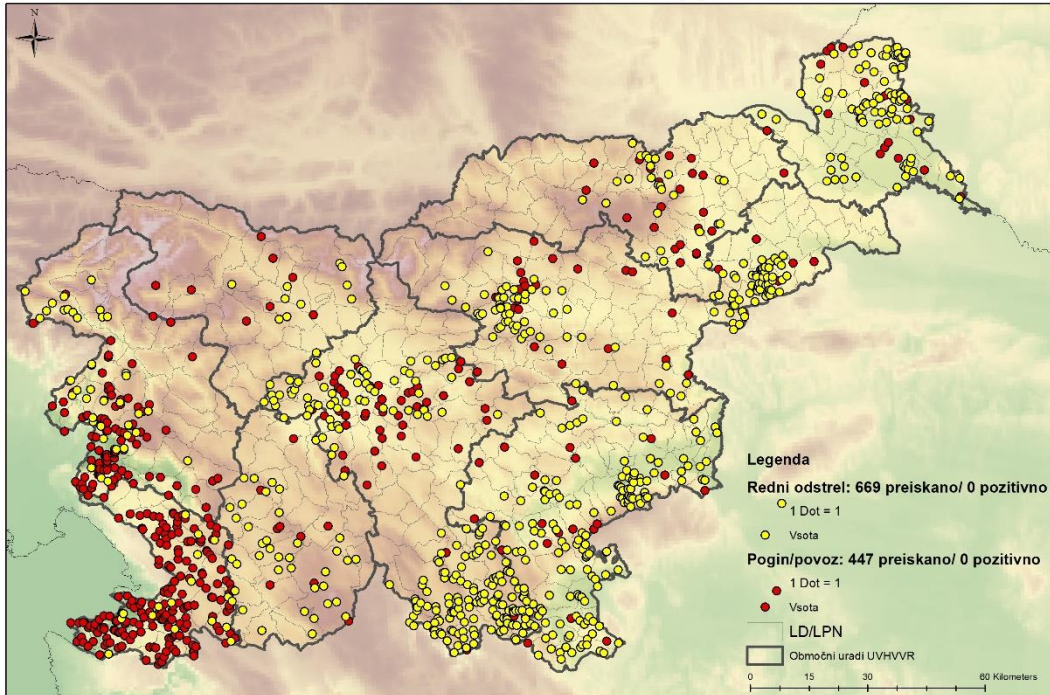 N
Legenda
Redni odstrel: 669 preiskano/ 0 pozitivno
1 Dot = 1
Vsota
Pogin/povoz: 447 preiskano/ 0 pozitivno
1 Dot = 1
Vsota
LD/LPN
Območni uradi UVHVVR
0 15 30 60 Kilometers